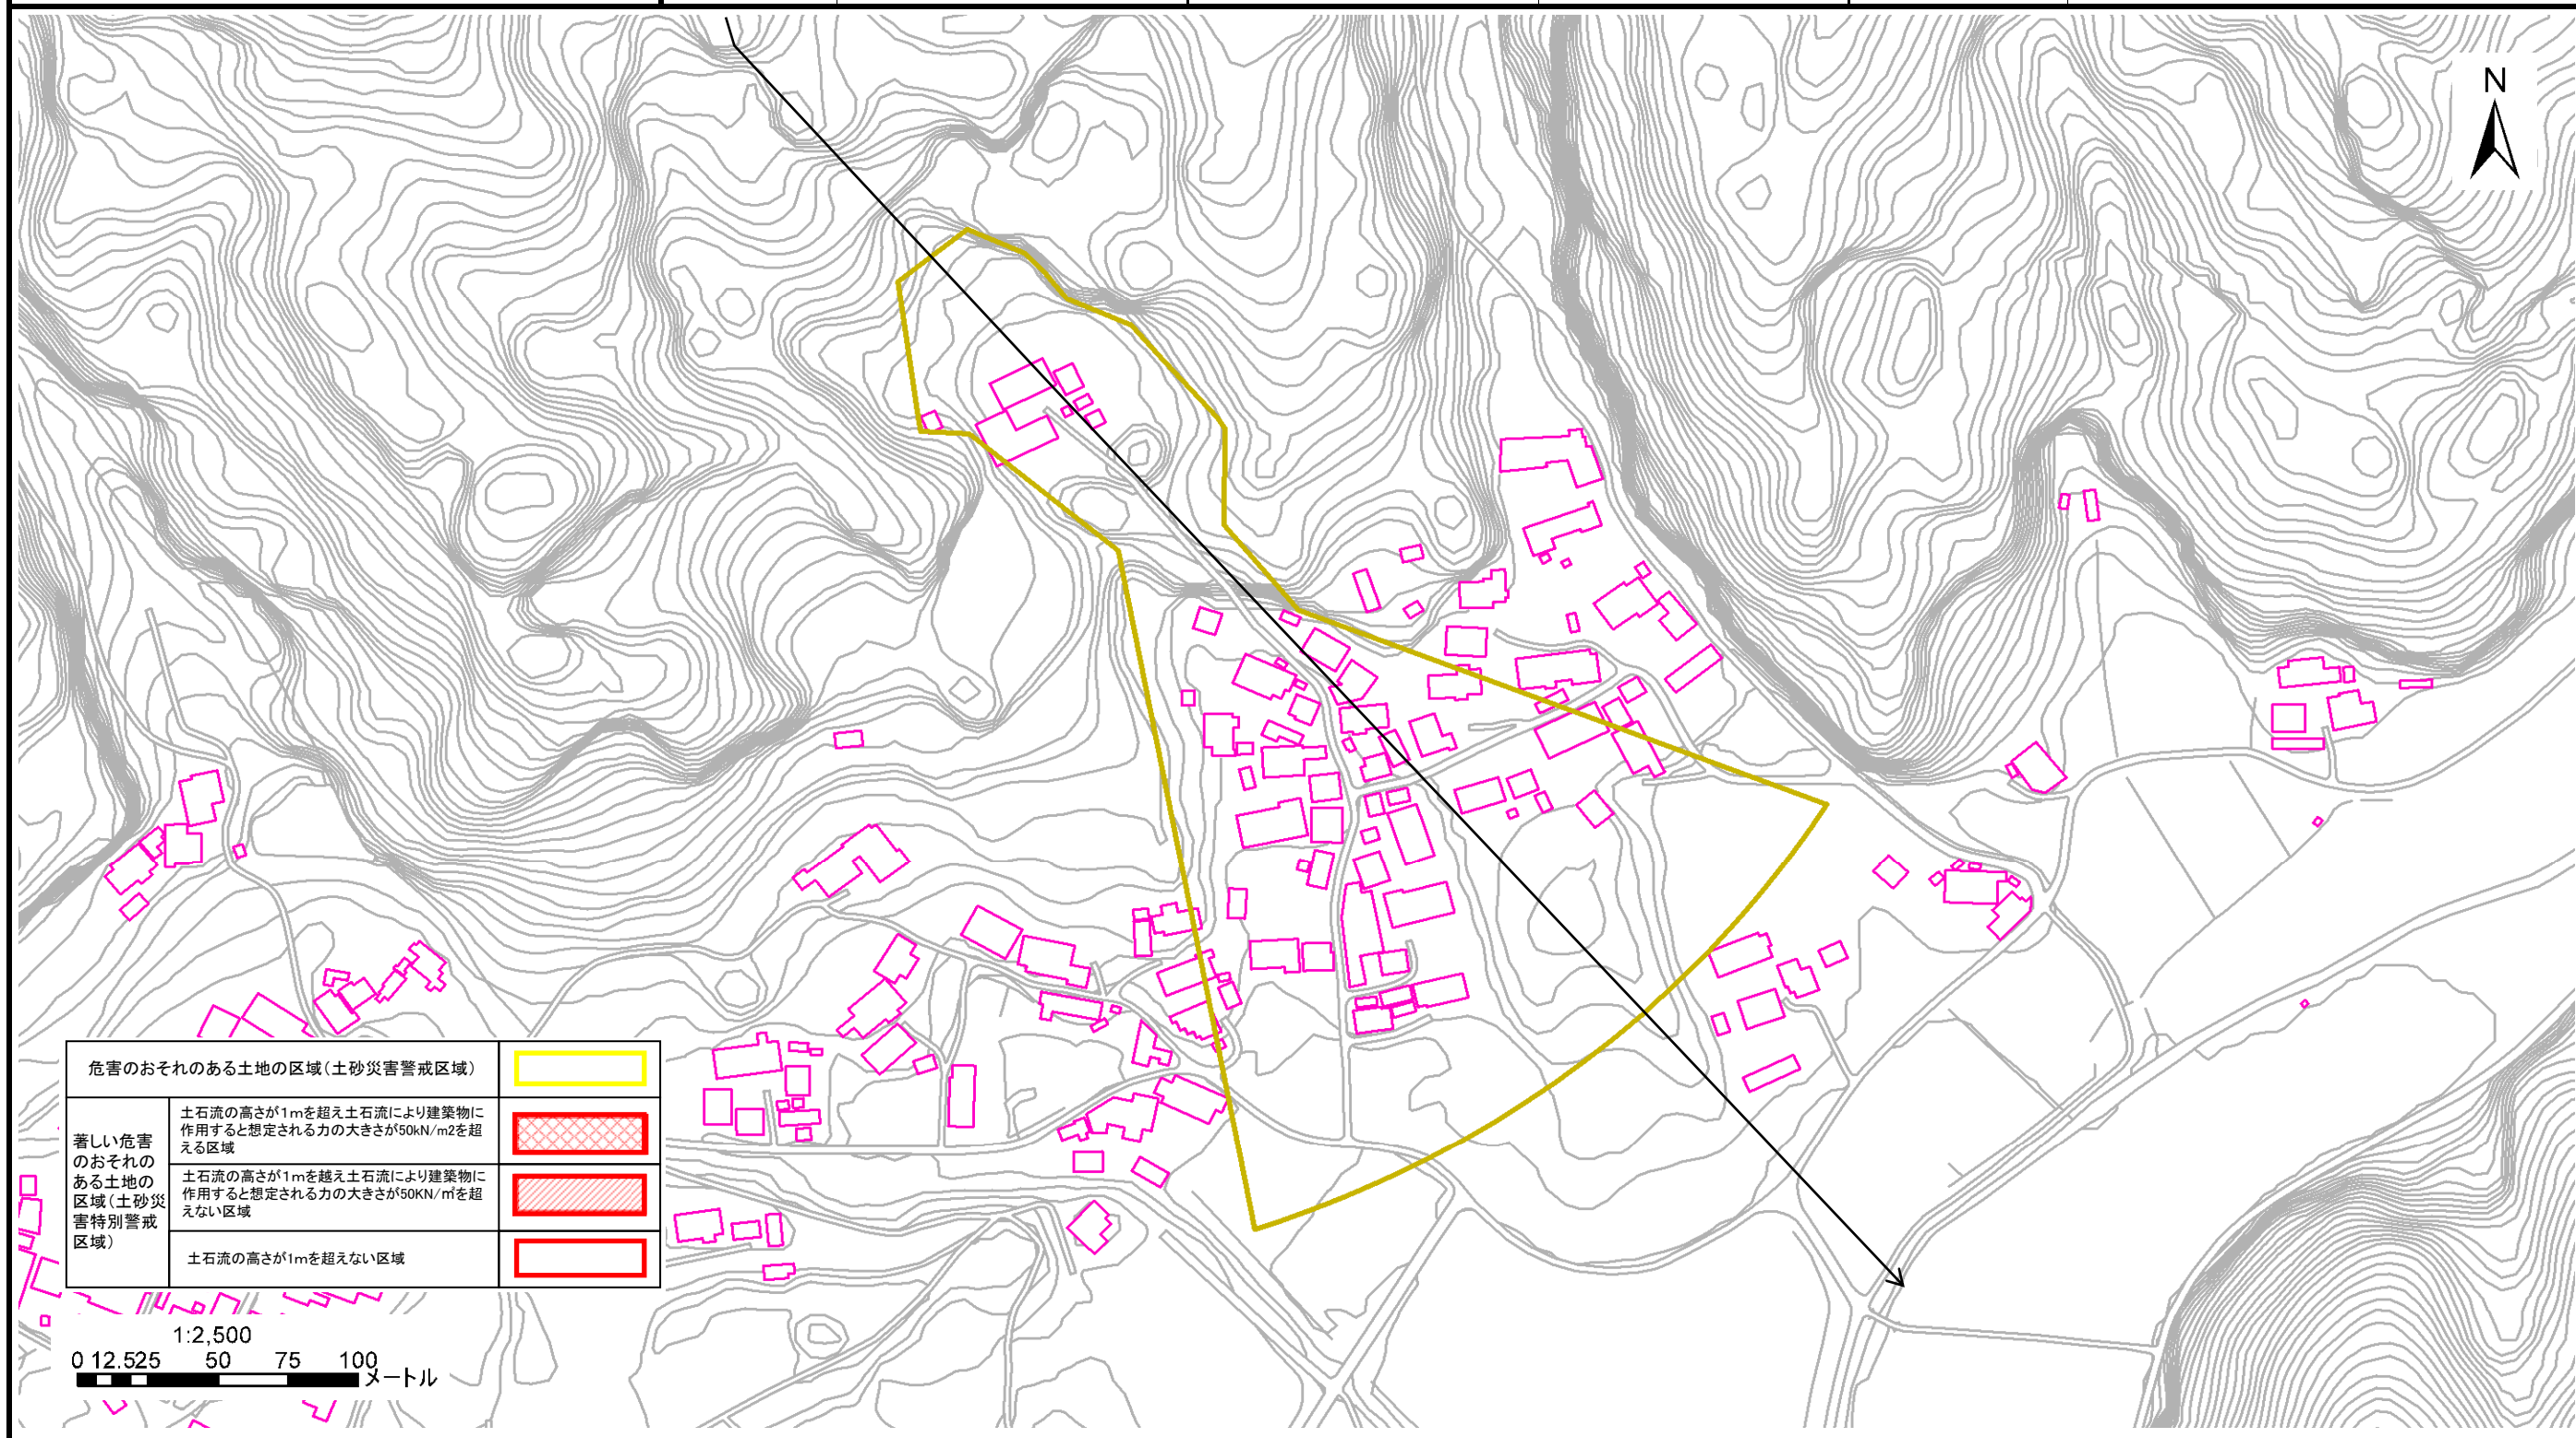 N
危害のおそれのある土地の区域（土砂災害警戒区域）
著しい危害
のおそれの
ある土地の
区域（土砂災
害特別警戒
区域）
土石流の高さが1ｍを超え土石流により建築物に
作用すると想定される力の大きさが50kN/m2を超
える区域
土石流の高さが1ｍを越え土石流により建築物に
作用すると想定される力の大きさが50KN/㎡を超
えない区域
土石流の高さが1mを超えない区域
1:2,500
0 12.525 50 75 100
メートル